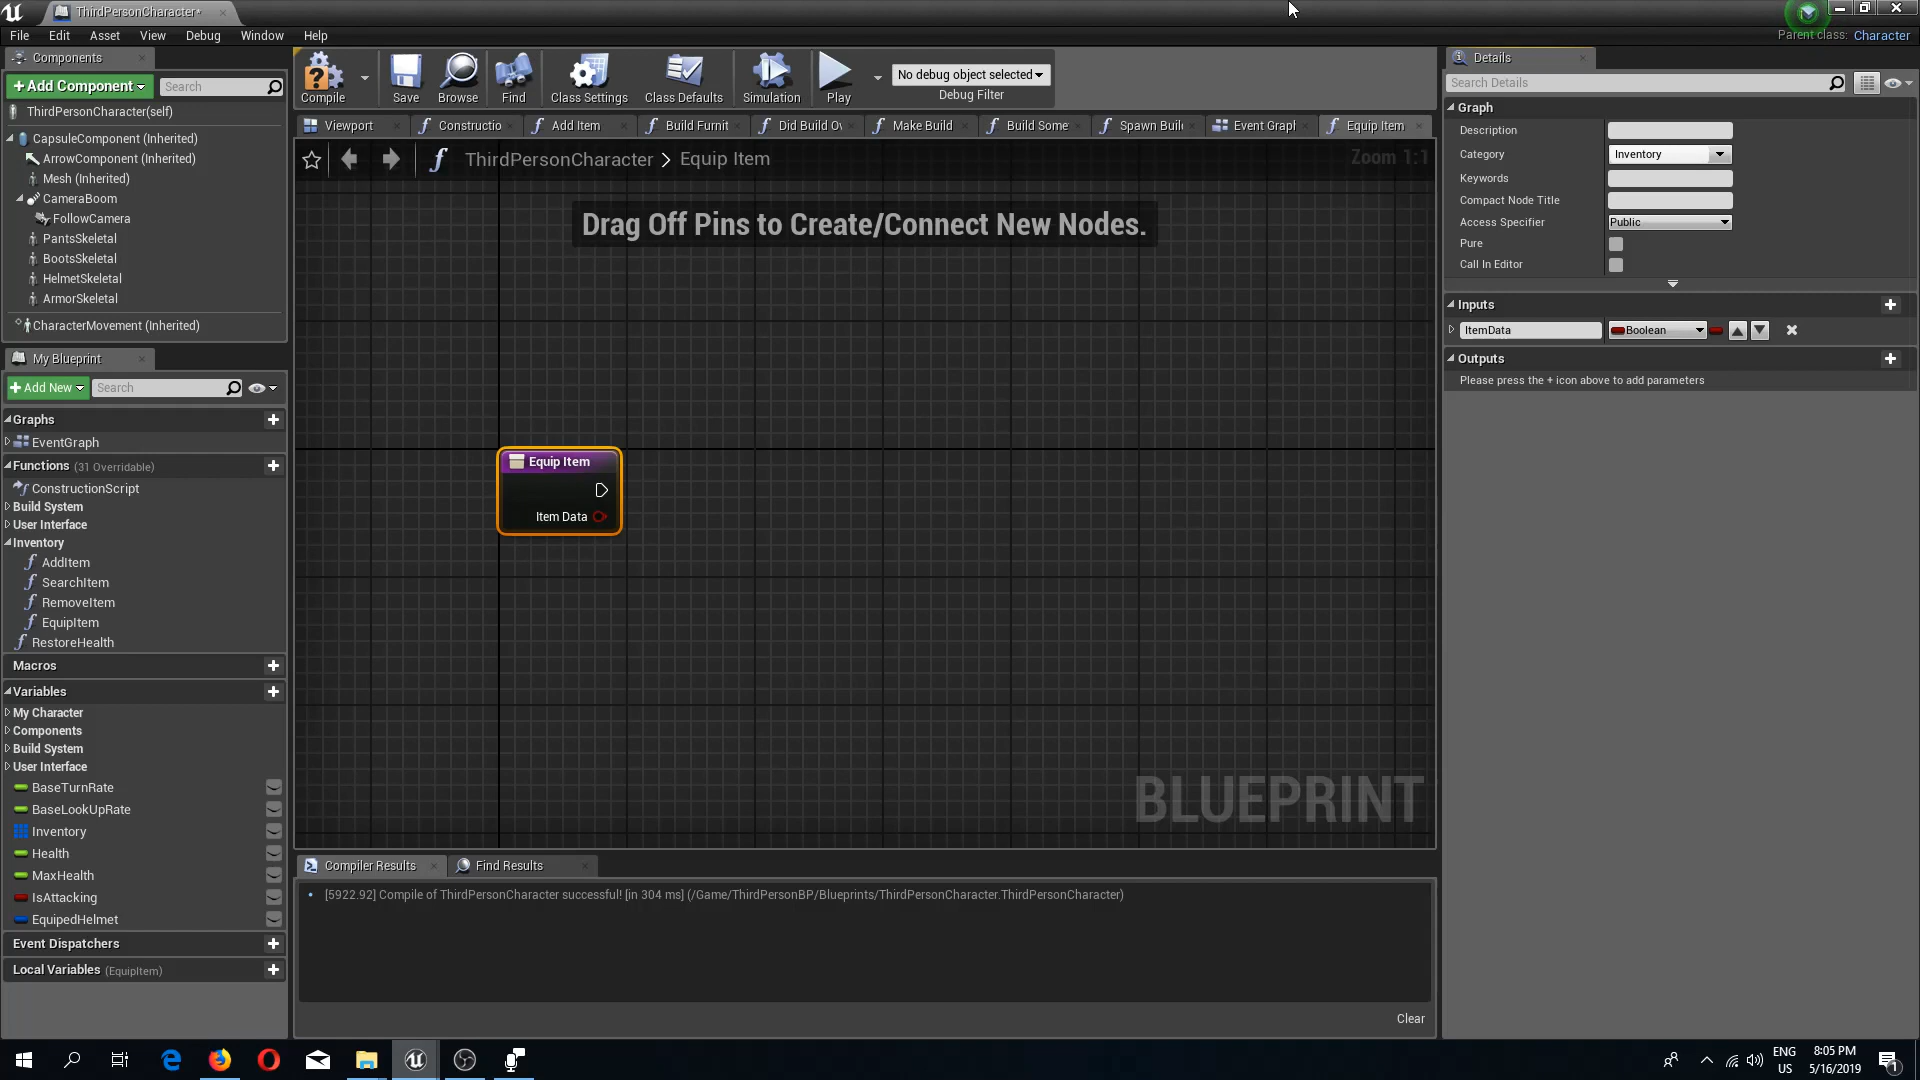 ThirdPersonCharacter*
File Edit Asset View Debug Window Help
Parent class: Character
Components
Add Component
Search
ThirdPersonCharacter(self)
CapsuleComponent (Inherited)
ArrowComponent (Inherited)
Mesh (Inherited)
CameraBoom
FollowCamera
PantsSkeletal
BootsSkeletal
HelmetSkeletal
ArmorSkeletal
CharacterMovement (Inherited)
My Blueprint
Add New
Search
Graphs
EventGraph
Functions (31 Overridable)
ConstructionScript
Build System
User Interface
Inventory
AddItem
SearchItem
RemoveItem
EquipItem
RestoreHealth
Macros
Variables
My Character
Components
Build System
User Interface
BaseTurnRate
BaseLookUpRate
Inventory
Health
MaxHealth
IsAttacking
EquipedHelmet
Event Dispatchers
Local Variables (EquipItem)
Compile
Save
Browse
Find
Class Settings
Class Defaults
Simulation
Play
No debug object selected
Debug Filter
Viewport
Constructio
Add Item
Build Furnit
Did Build O
Make Build
Build Some
Spawn Buil
Event Graph
Equip Item
ThirdPersonCharacter > Equip Item
Zoom 1:1
Drag Off Pins to Create/Connect New Nodes.
Equip Item
Item Data
BLUEPRINT
Compiler Results
Find Results
[5922.92] Compile of ThirdPersonCharacter successful! [in 304 ms] (/Game/ThirdPersonBP/Blueprints/ThirdPersonCharacter.ThirdPersonCharacter)
Clear
Details
Search Details
Graph
Description
Category Inventory
Keywords
Compact Node Title
Access Specifier Public
Pure
Call In Editor
Inputs
ItemData Boolean
Outputs
Please press the + icon above to add parameters
ENG
US
8:05 PM
5/16/2019
1